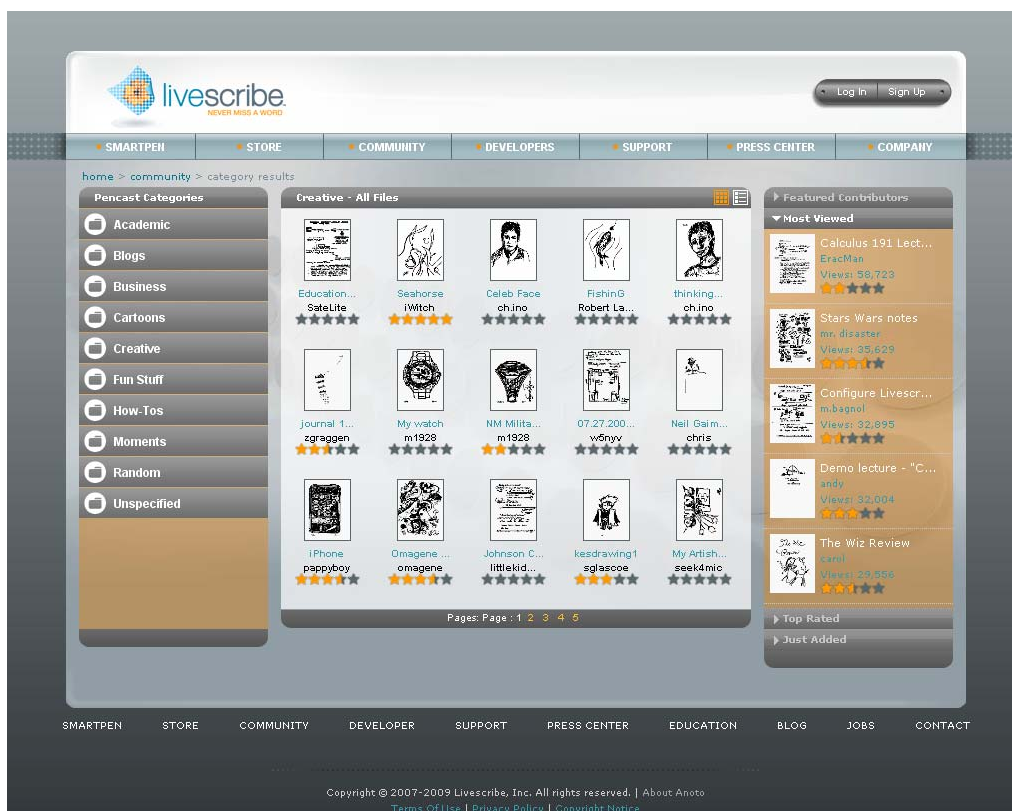 livescribe.
NEVER MISS A WORD
Log In Sign Up
SMARTPEN STORE COMMUNITY DEVELOPERS SUPPORT PRESS CENTER COMPANY
home > community > category results
Pencast Categories
Academic
Blogs
Business
Cartoons
Creative
Fun Stuff
How-Tos
Moments
Random
Unspecified
Creative - All Files
Education... Seahorse Celeb Face FishinG thinking...
SateLite iWitch ch.ino Robert La... ch.ino
journal 1... My watch NM Milita... 07.27.200... Neil Gaim...
zgraggen m1928 m1928 w5nyv chris
iPhone Omagene ... Johnson C... kesdrawing1 My Artish...
pappyboy omagene littlekid... sglascoe seek4mic
Pages: Page : 1 2 3 4 5
Featured Contributors
Most Viewed
Calculus 191 Lect...
EracMan
Views: 58,723
Stars Wars notes
mr. disaster
Views: 35,629
Configure Livescr...
m.bagnol
Views: 32,895
Demo lecture - "C...
andy
Views: 32,004
The Wiz Review
carol
Views: 29,556
Top Rated
Just Added
SMARTPEN STORE COMMUNITY DEVELOPER SUPPORT PRESS CENTER EDUCATION BLOG JOBS CONTACT
Copyright © 2007-2009 Livescribe, Inc. All rights reserved. | About Anoto
Terms Of Use | Privacy Policy | Copyright Notice